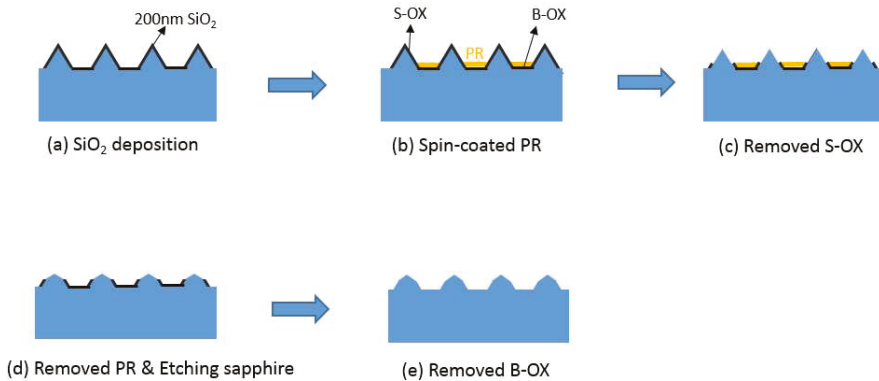 200nm SiO₂
S-OX
B-OX
PR
(a) SiO₂ deposition
(b) Spin-coated PR
(c) Removed S-OX
(d) Removed PR & Etching sapphire
(e) Removed B-OX